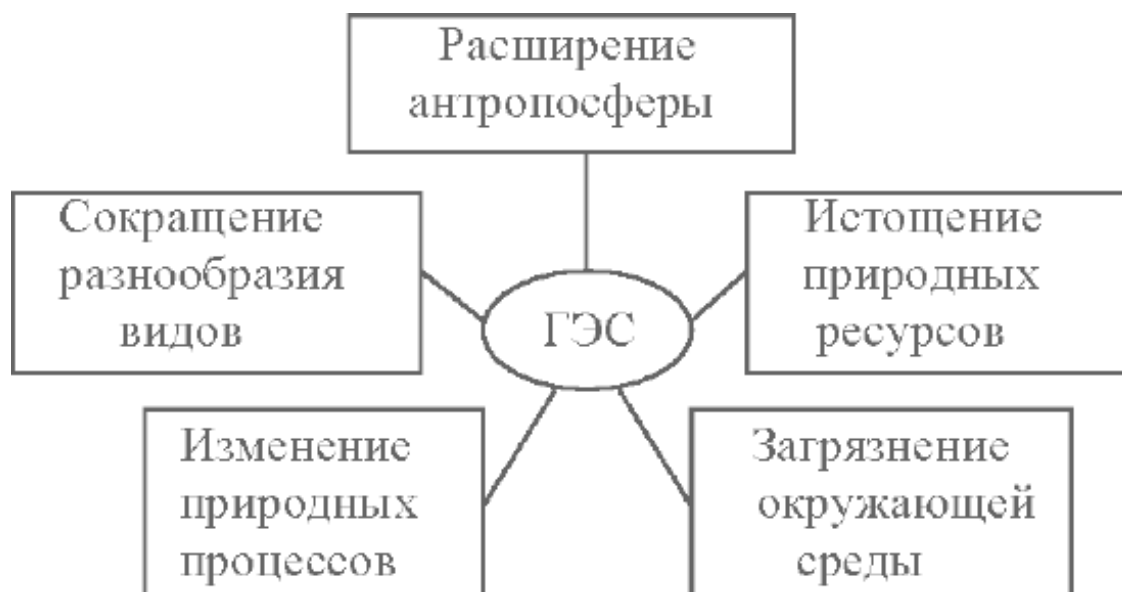 Расширение
антропосферы
Сокращение
разнообразия
видов
Истощение
природных
ресурсов
ГЭС
Изменение
природных
процессов
Загрязнение
окружающей
среды